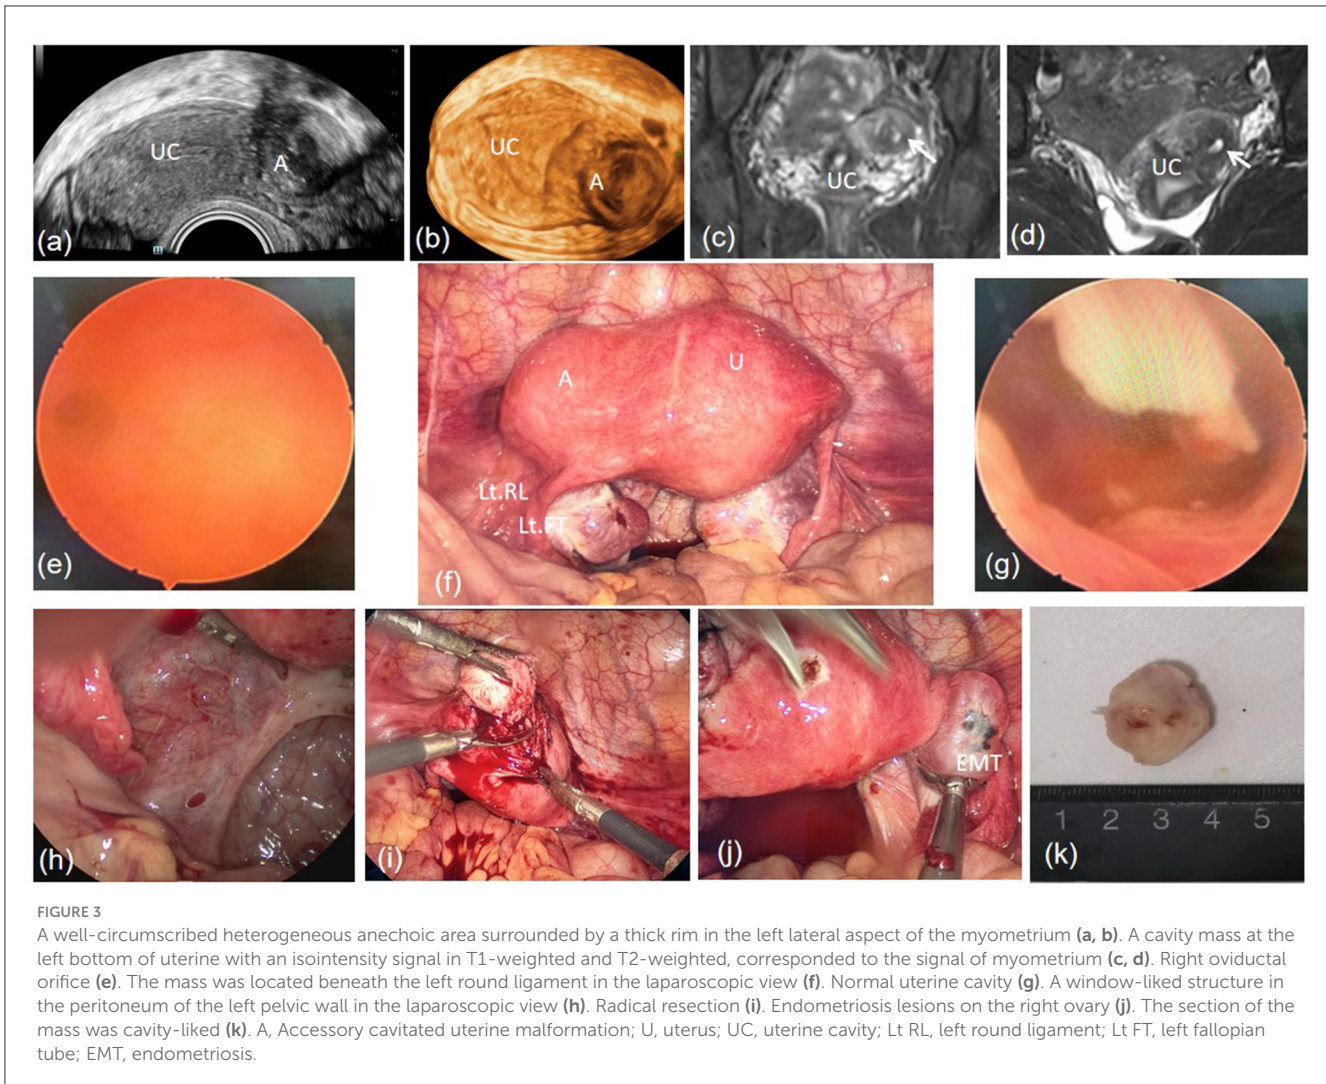 UC
A
(a)
UC
A
(b)
UC
(c)
UC
(d)
(e)
A
U
Lt.RL
Lt.FT
(f)
(g)
(h)
(i)
EMT
(j)
1 2 3 4 5
(k)
FIGURE 3
A well-circumscribed heterogeneous anechoic area surrounded by a thick rim in the left lateral aspect of the myometrium (a, b). A cavity mass at the
left bottom of uterine with an isointensity signal in T1-weighted and T2-weighted, corresponded to the signal of myometrium (c, d). Right oviductal
orifice (e). The mass was located beneath the left round ligament in the laparoscopic view (f). Normal uterine cavity (g). A window-liked structure in
the peritoneum of the left pelvic wall in the laparoscopic view (h). Radical resection (i). Endometriosis lesions on the right ovary (j). The section of the
mass was cavity-liked (k). A, Accessory cavitated uterine malformation; U, uterus; UC, uterine cavity; Lt RL, left round ligament; Lt FT, left fallopian
tube; EMT, endometriosis.